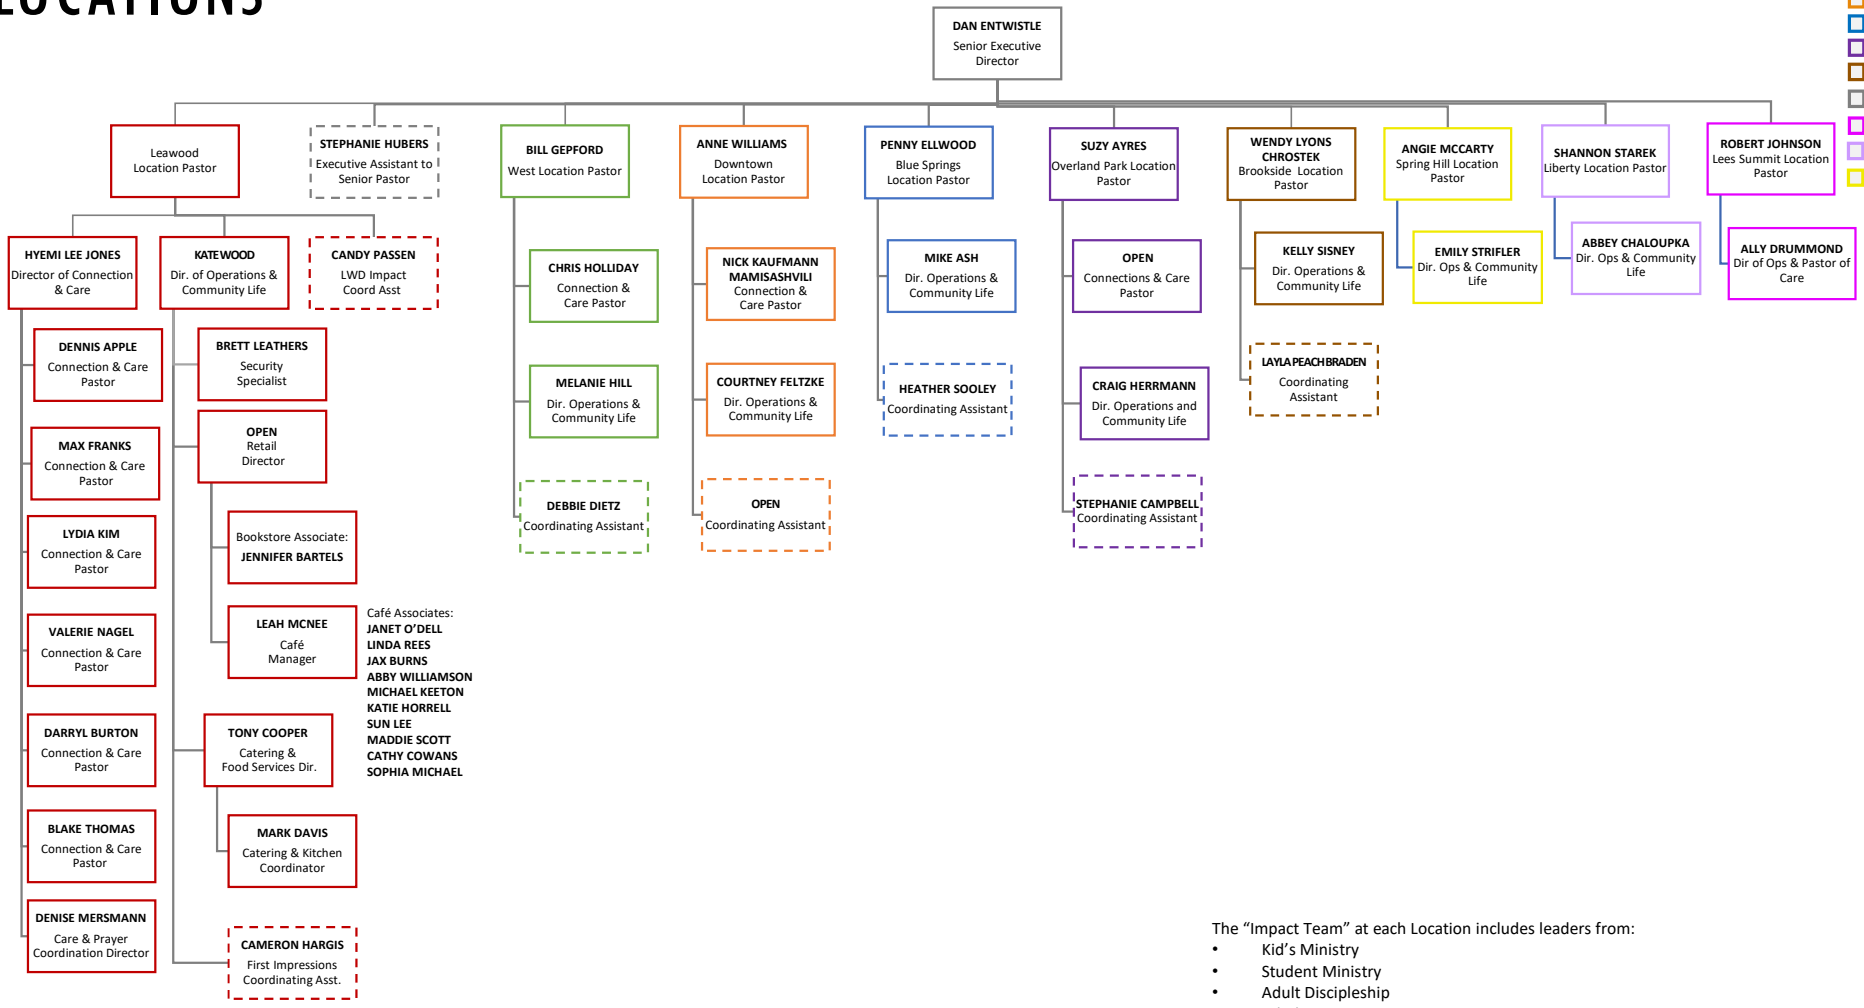 LOCATIONS
DAN ENTWISTLE
Senior Executive
Director
Leawood
Location Pastor
STEPHANIE HUBERS
Executive Assistant to
Senior Pastor
BILL GEPFORD
West Location Pastor
ANNE WILLIAMS
Downtown
Location Pastor
PENNY ELLWOOD
Blue Springs
Location Pastor
SUZY AYRES
Overland Park Location
Pastor
WENDY LYONS
CHROSTEK
Brookside Location
Pastor
ANGIE MCCARTY
Spring Hill Location
Pastor
SHANNON STAREK
Liberty Location Pastor
ROBERT JOHNSON
Lees Summit Location
Pastor
HYEMI LEE JONES
Director of Connection
& Care
KATE WOOD
Dir. of Operations &
Community Life
CANDY PASSEN
LWD Impact
Coord Asst
CHRIS HOLLIDAY
Connection &
Care Pastor
NICK KAUFMANN
MAMISASHVILI
Connection &
Care Pastor
MIKE ASH
Dir. Operations &
Community Life
OPEN
Connections & Care
Pastor
KELLY SISNEY
Dir. Operations &
Community Life
EMILY STRIFLER
Dir. Ops & Community
Life
ABBEY CHALOUPKA
Dir. Ops & Community
Life
ALLY DRUMMOND
Dir of Ops & Pastor of
Care
DENNIS APPLE
Connection & Care
Pastor
BRETT LEATHERS
Security
Specialist
MELANIE HILL
Dir. Operations &
Community Life
COURTNEY FELTZKE
Dir. Operations &
Community Life
HEATHER SOOLEY
Coordinating Assistant
CRAIG HERRMANN
Dir. Operations and
Community Life
LAYLA PEACHBRADEN
Coordinating
Assistant
MAX FRANKS
Connection & Care
Pastor
OPEN
Retail
Director
DEBBIE DIETZ
Coordinating Assistant
OPEN
Coordinating Assistant
STEPHANIE CAMPBELL
Coordinating Assistant
LYDIA KIM
Connection & Care
Pastor
Bookstore Associate:
JENNIFER BARTELS
VALERIE NAGEL
Connection & Care
Pastor
LEAH MCNEE
Café
Manager
Café Associates:
JANET O’DELL
LINDA REES
JAX BURNS
ABBY WILLIAMSON
MICHAEL KEETON
KATIE HORRELL
SUN LEE
MADDIE SCOTT
CATHY COWANS
SOPHIA MICHAEL
DARRYL BURTON
Connection & Care
Pastor
TONY COOPER
Catering &
Food Services Dir.
BLAKE THOMAS
Connection & Care
Pastor
MARK DAVIS
Catering & Kitchen
Coordinator
DENISE MERSMANN
Care & Prayer
Coordination Director
CAMERON HARGIS
First Impressions
Coordinating Asst.
The “Impact Team” at each Location includes leaders from:
• Kid’s Ministry
• Student Ministry
• Adult Discipleship